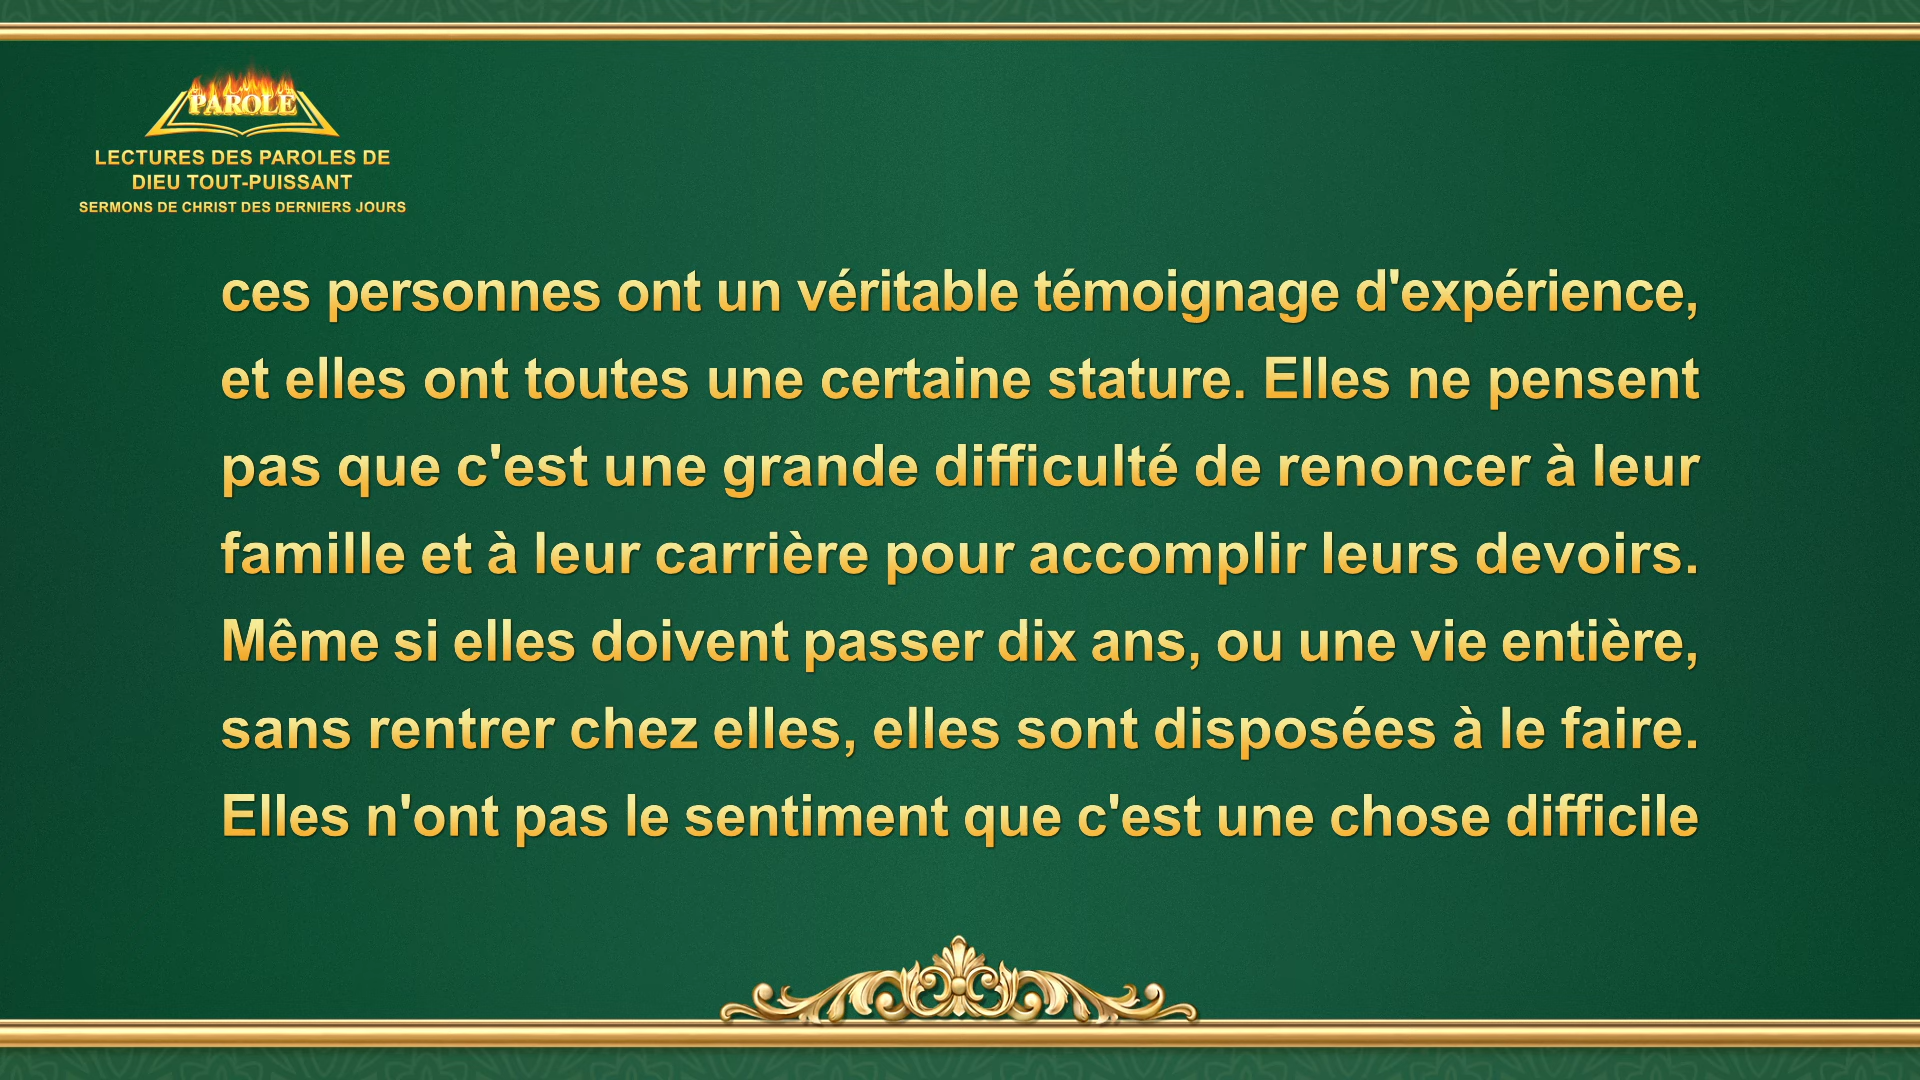 PAROLE
LECTURES DES PAROLES DE
DIEU TOUT-PUISSANT
SERMONS DE CHRIST DES DERNIERS JOURS
ces personnes ont un véritable témoignage d'expérience,
et elles ont toutes une certaine stature. Elles ne pensent
pas que c'est une grande difficulté de renoncer à leur
famille et à leur carrière pour accomplir leurs devoirs.
Même si elles doivent passer dix ans, ou une vie entière,
sans rentrer chez elles, elles sont disposées à le faire.
Elles n'ont pas le sentiment que c'est une chose difficile